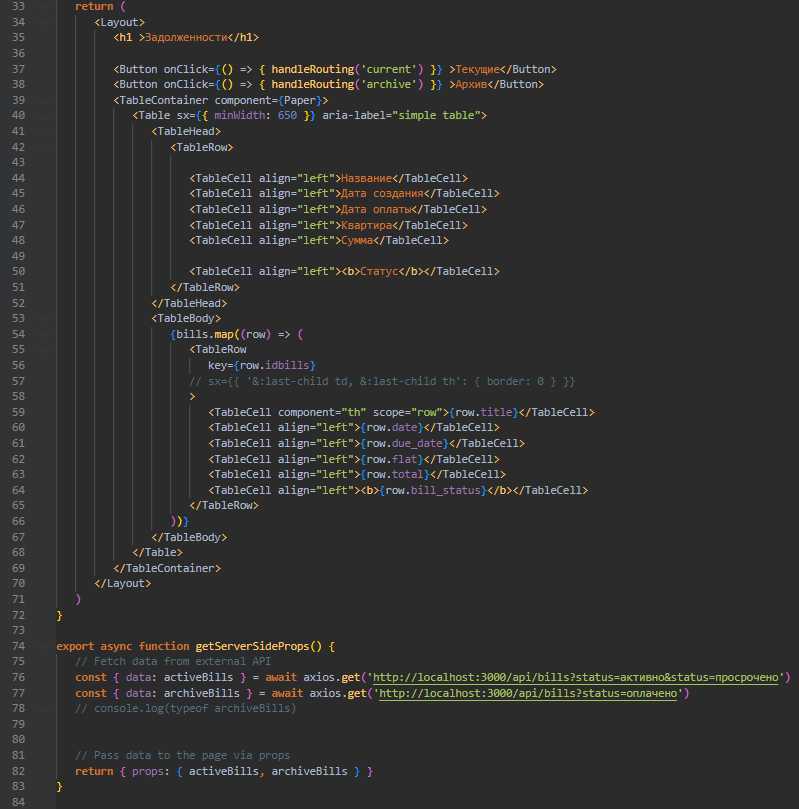 33 return (
34 <Layout>
35 <h1 >Задолженности</h1>
36
37 <Button onClick={() => { handleRouting('current') }} >Текущие</Button>
38 <Button onClick={() => { handleRouting('archive') }} >Архив</Button>
39 <TableContainer component={Paper}>
40 <Table sx={{ minWidth: 650 }} aria-label="simple table">
41 <TableHead>
42 <TableRow>
43
44 <TableCell align="left">Название</TableCell>
45 <TableCell align="left">Дата создания</TableCell>
46 <TableCell align="left">Дата оплаты</TableCell>
47 <TableCell align="left">Квартира</TableCell>
48 <TableCell align="left">Сумма</TableCell>
49
50 <TableCell align="left"><b>Статус</b></TableCell>
51 </TableRow>
52 </TableHead>
53 <TableBody>
54 {bills.map((row) => (
55 <TableRow
56 key={row.idbills}
57 // sx={{ '&:last-child td, &:last-child th': { border: 0 } }}
58 >
59 <TableCell component="th" scope="row">{row.title}</TableCell>
60 <TableCell align="left">{row.date}</TableCell>
61 <TableCell align="left">{row.due_date}</TableCell>
62 <TableCell align="left">{row.flat}</TableCell>
63 <TableCell align="left">{row.total}</TableCell>
64 <TableCell align="left"><b>{row.bill_status}</b></TableCell>
65 </TableRow>
66 ))}
67 </TableBody>
68 </Table>
69 </TableContainer>
70 </Layout>
71 )
72 }
73
74 export async function getServerSideProps() {
75 // Fetch data from external API
76 const { data: activeBills } = await axios.get('http://localhost:3000/api/bills?status=активно&status=просрочено')
77 const { data: archiveBills } = await axios.get('http://localhost:3000/api/bills?status=оплачено')
78 // console.log(typeof archiveBills)
79
80
81 // Pass data to the page via props
82 return { props: { activeBills, archiveBills } }
83 }
84